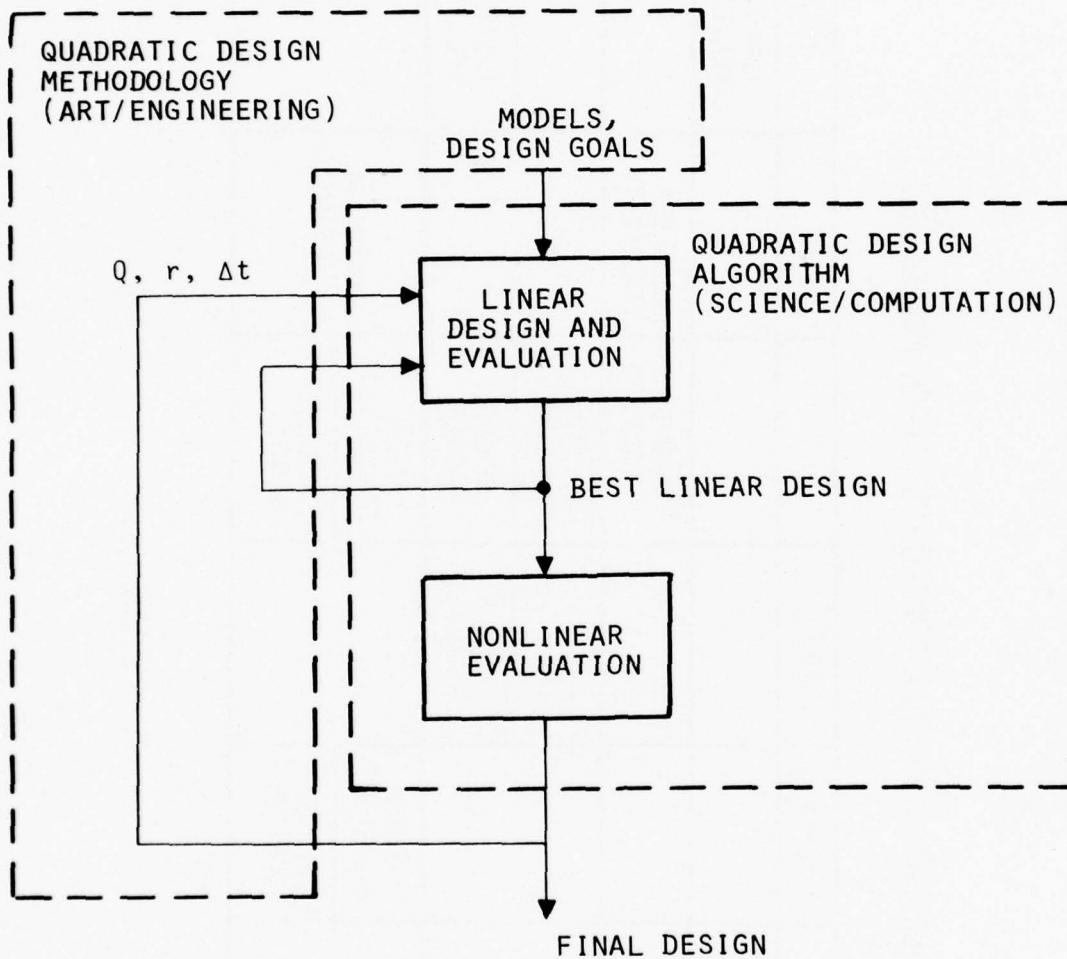 QUADRATIC DESIGN
METHODOLOGY
(ART/ENGINEERING)
MODELS,
DESIGN GOALS
QUADRATIC DESIGN
ALGORITHM
(SCIENCE/COMPUTATION)
Q, r, Δt
LINEAR
DESIGN AND
EVALUATION
BEST LINEAR DESIGN
NONLINEAR
EVALUATION
FINAL DESIGN